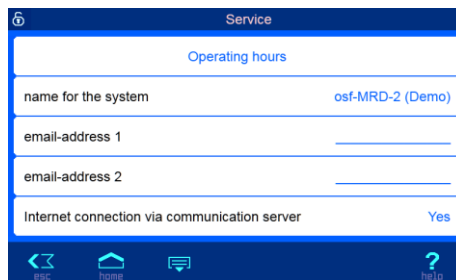 Service
Operating hours
name for the system osf-MRD-2 (Demo)
email-address 1
email-address 2
Internet connection via communication server Yes
esc home ? help